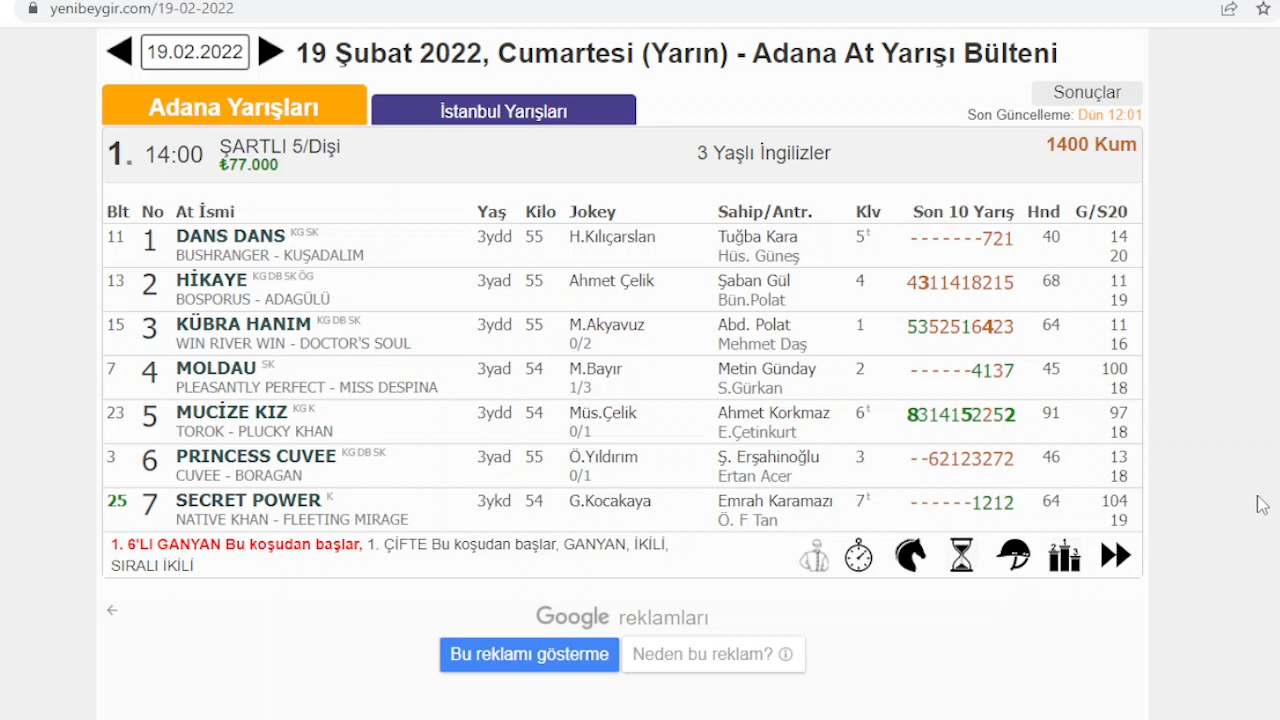 yenibeygir.com/19-02-2022
19.02.2022 19 Şubat 2022, Cumartesi (Yarın) - Adana At Yarışı Bülteni
Adana Yarışları İstanbul Yarışları Sonuçlar
Son Güncelleme: Dün 12:01
1. 14:00 ŞARTLI 5/Dişi 3 Yaşlı İngilizler 1400 Kum
₺77.000
Blt No At İsmi Yaş Kilo Jokey Sahip/Antr. Klv Son 10 Yarış Hnd G/S20
11 1 DANS DANS KG SK 3ydd 55 H.Kılıçarslan Tuğba Kara 5t -------721 40 14
BUSHRANGER - KUŞADALIM Hüs. Güneş 20
13 2 HİKAYE KG DB SK ÖG 3yad 55 Ahmet Çelik Şaban Gül 4 4311418215 68 11
BOSPORUS - ADAGÜLÜ Bün.Polat 19
15 3 KÜBRA HANIM KG DB SK 3ydd 55 M.Akyavuz Abd. Polat 1 5352516423 64 11
WIN RIVER WIN - DOCTOR'S SOUL 0/2 Mehmet Daş 16
7 4 MOLDAU SK 3yad 54 M.Bayır Metin Günday 2 ------4137 45 100
PLEASANTLY PERFECT - MISS DESPINA 1/3 S.Gürkan 18
23 5 MUCİZE KIZ KG K 3ydd 54 Müs.Çelik Ahmet Korkmaz 6t 8314152252 91 97
TOROK - PLUCKY KHAN 0/1 E.Çetinkurt 18
3 6 PRINCESS CUVEE KG DB SK 3yad 55 Ö.Yıldırım Ş. Erşahinoğlu 3 --62123272 46 13
CUVEE - BORAGAN 0/1 Ertan Acer 18
25 7 SECRET POWER K 3ykd 54 G.Kocakaya Emrah Karamazı 7t ------1212 64 104
NATIVE KHAN - FLEETING MIRAGE Ö. F Tan 19
1. 6'LI GANYAN Bu koşudan başlar, 1. ÇİFTE Bu koşudan başlar, GANYAN, İKİLİ,
SIRALI İKİLİ
Google reklamları
Bu reklamı gösterme Neden bu reklam?